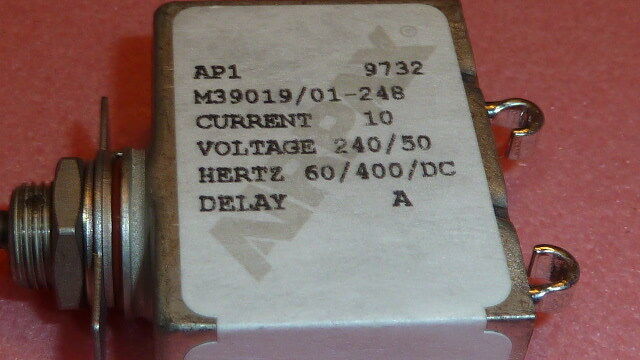 AP1 9732
M39019/01-248
CURRENT 10
VOLTAGE 240/50
HERTZ 60/400/DC
DELAY A